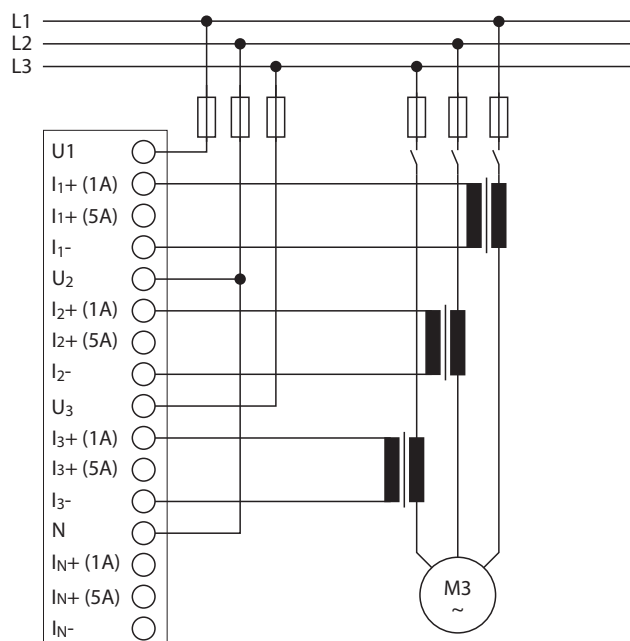 L1
L2
L3
U1
I1+ (1A)
I1+ (5A)
I1-
U2
I2+ (1A)
I2+ (5A)
I2-
U3
I3+ (1A)
I3+ (5A)
I3-
N
IN+ (1A)
IN+ (5A)
IN-
M3
~